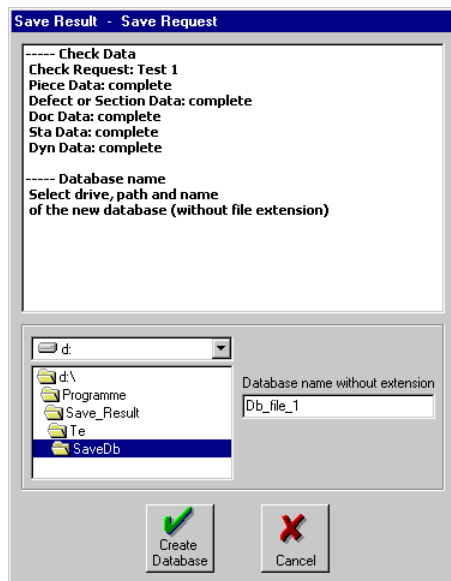 Save Result - Save Request
----- Check Data
Check Request: Test 1
Piece Data: complete
Defect or Section Data: complete
Doc Data: complete
Sta Data: complete
Dyn Data: complete
----- Database name
Select drive, path and name
of the new database (without file extension)
d:
d:\
Programme
Save_Result
Te
SaveDb
Database name without extension
Db_file_1
Create
Database
Cancel